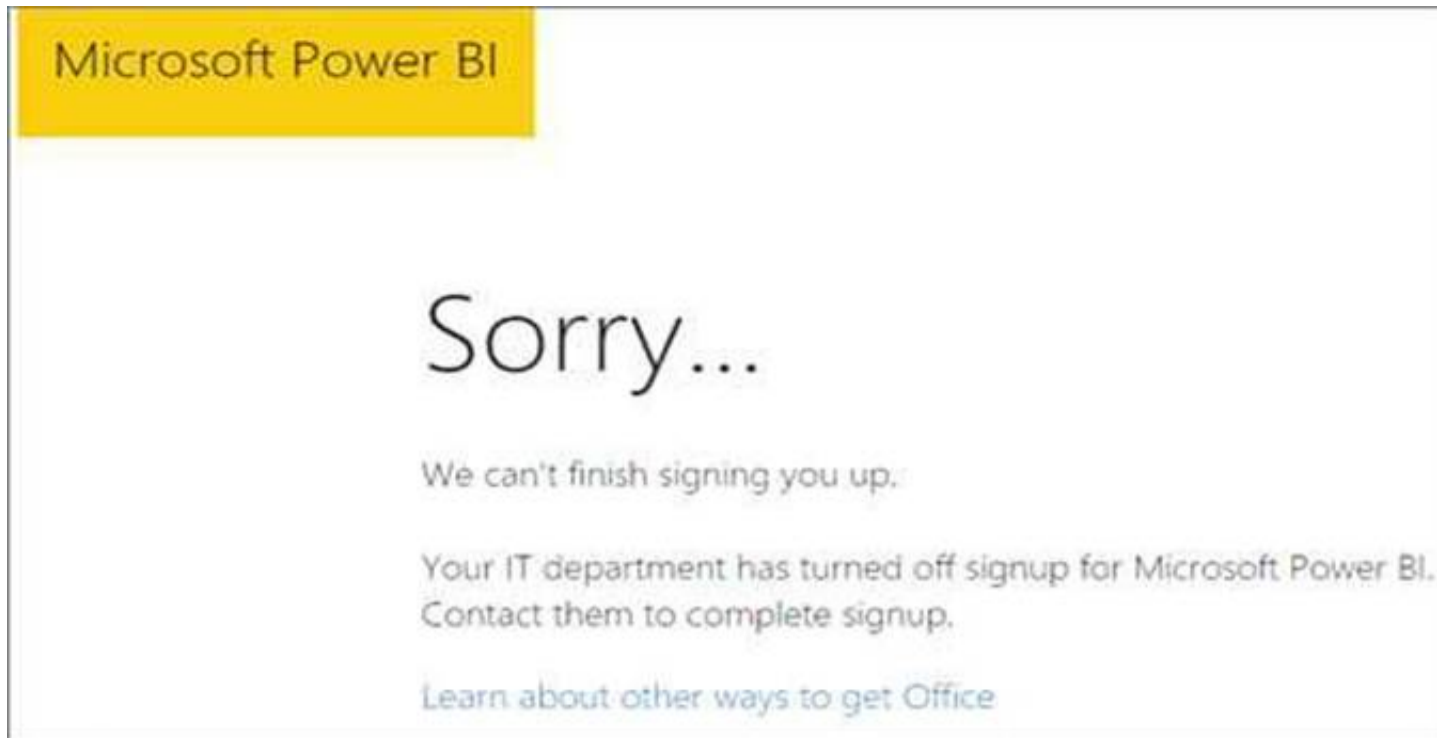 Microsoft Power BI
Sorry...
We can't finish signing you up.
Your IT department has turned off signup for Microsoft Power BI.
Contact them to complete signup.
Learn about other ways to get Office